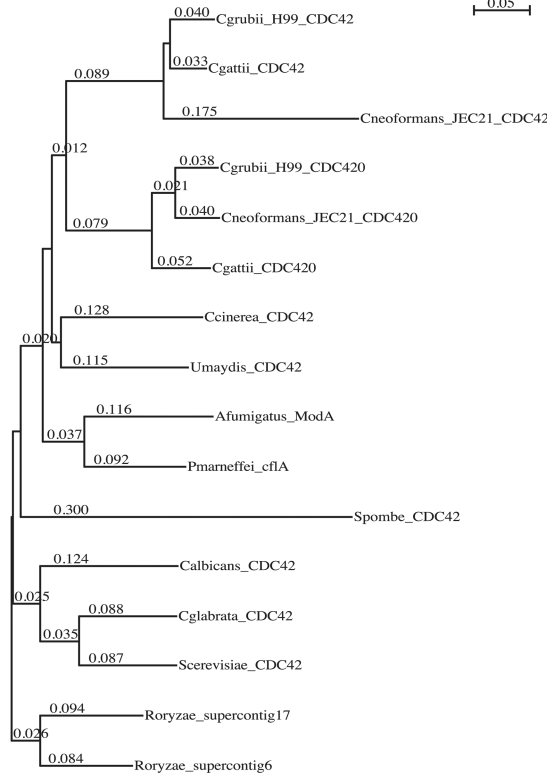 0.05
0.040
Cgrubii_H99_CDC42
0.033
Cgattii_CDC42
0.089
0.175
Cneoformans_JEC21_CDC42
0.012
0.038
Cgrubii_H99_CDC420
0.021
0.040
Cneoformans_JEC21_CDC420
0.079
0.052
Cgattii_CDC420
0.128
Ccinerea_CDC42
0.020
0.115
Umaydis_CDC42
0.116
Afumigatus_ModA
0.037
0.092
Pmarneffei_cflA
0.300
Spombe_CDC42
0.124
Calbicans_CDC42
0.025
0.088
Cglabrata_CDC42
0.035
0.087
Scerevisiae_CDC42
0.094
Roryzae_supercontig17
0.026
0.084
Roryzae_supercontig6